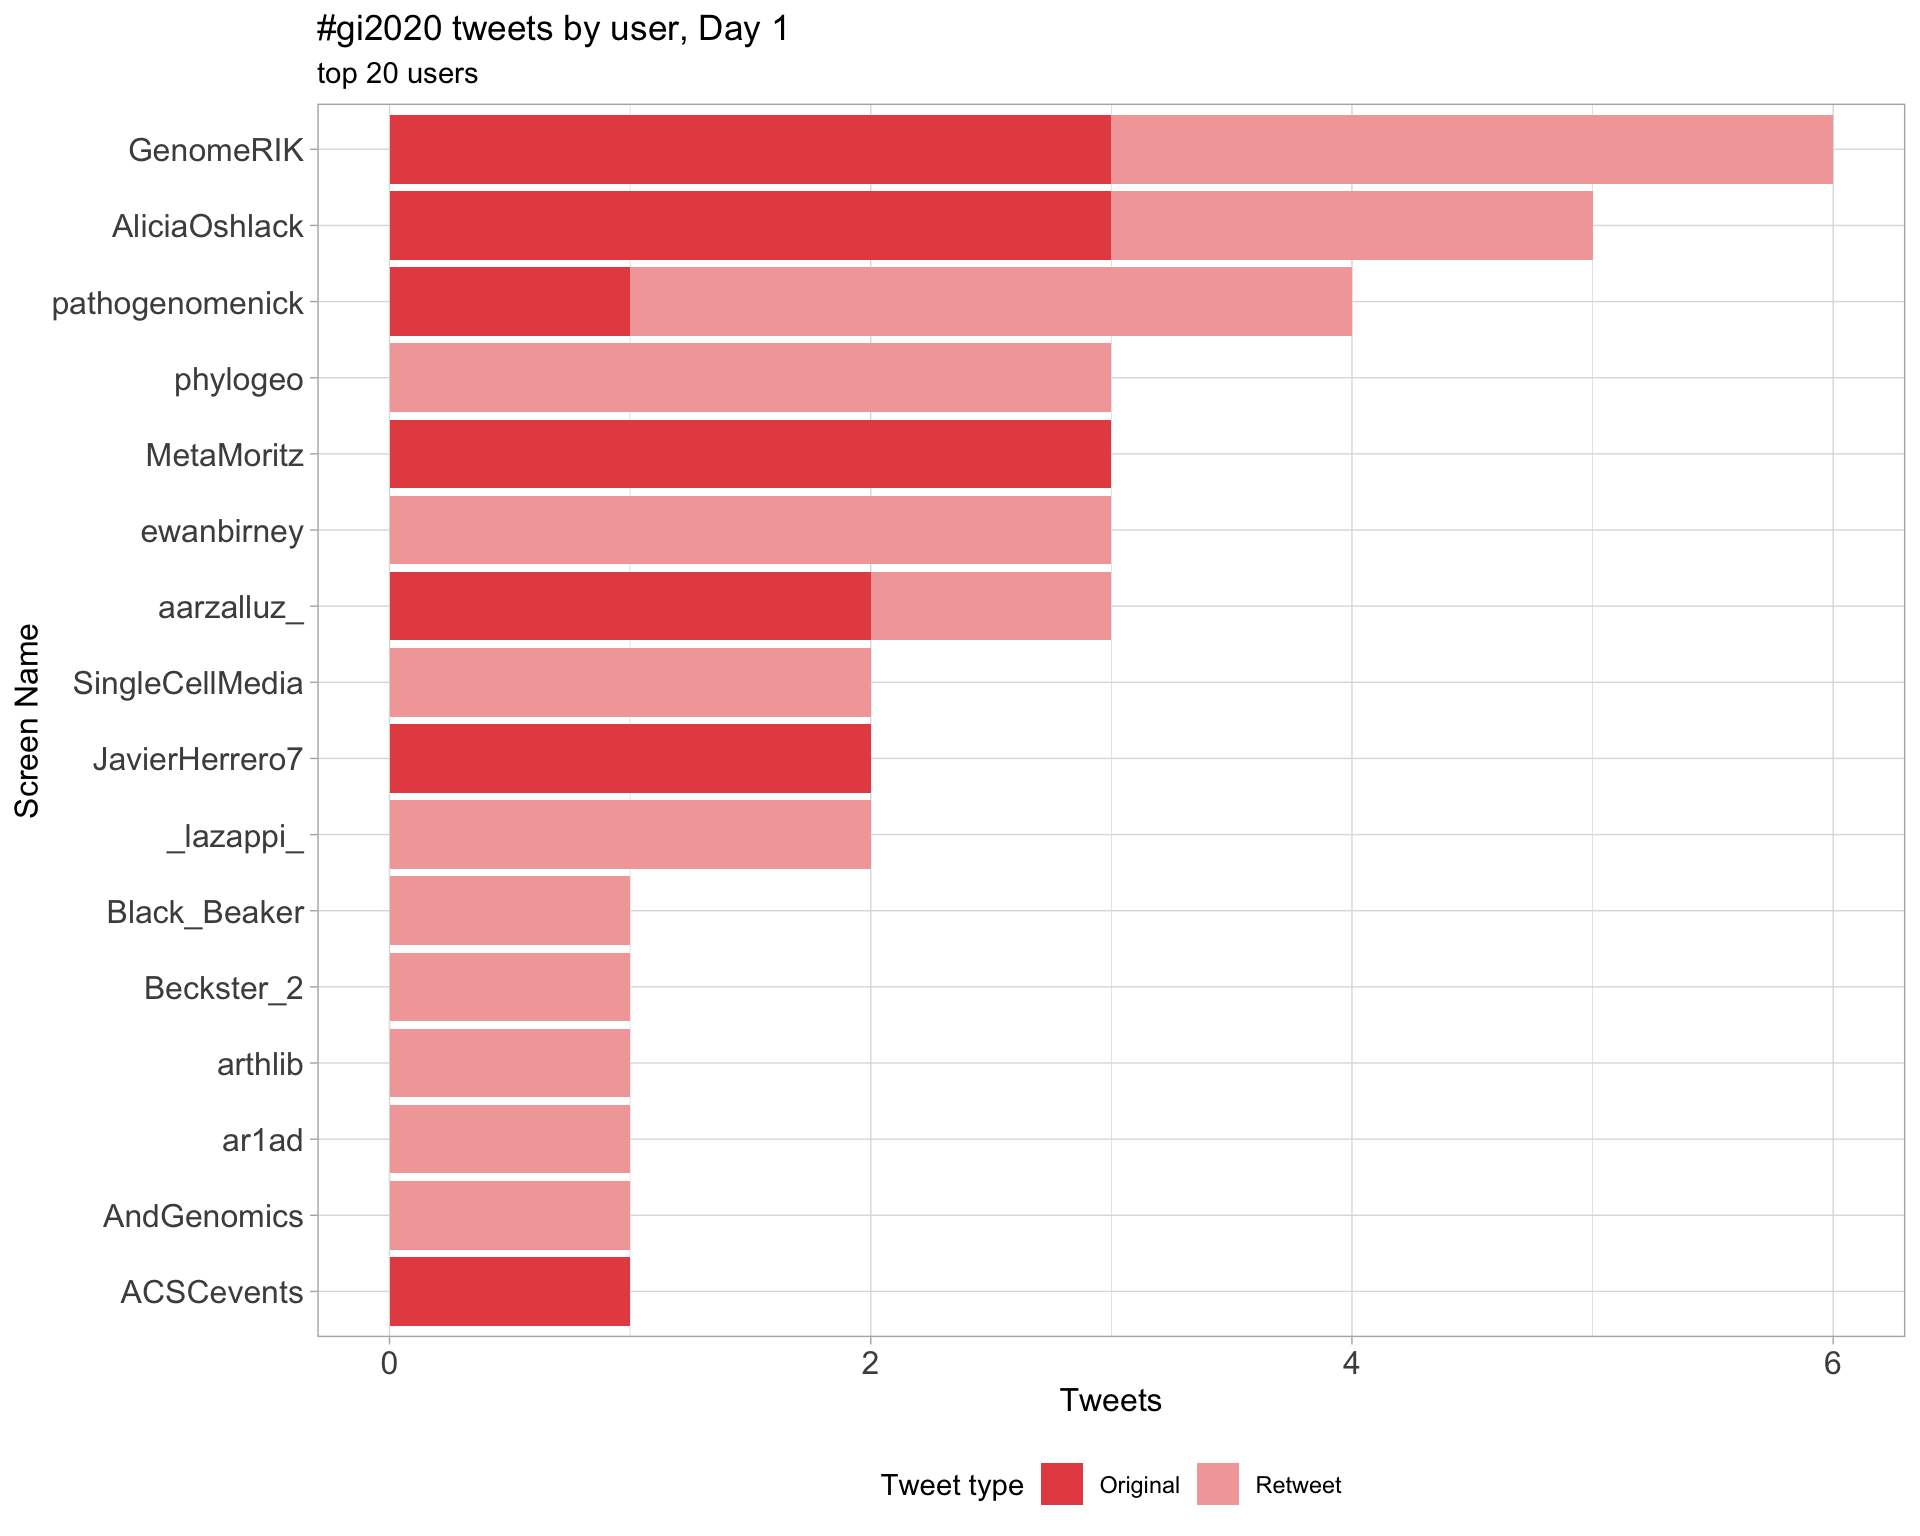 #gi2020 tweets by user, Day 1
top 20 users
Screen Name
GenomeRIK
AliciaOshlack
pathogenomenick
phylogeo
MetaMoritz
ewanbirney
aarzalluz_
SingleCellMedia
JavierHerrero7
_lazappi_
Black_Beaker
Beckster_2
arthlib
ar1ad
AndGenomics
ACSCevents
0 2 4 6
Tweets
Tweet type Original Retweet